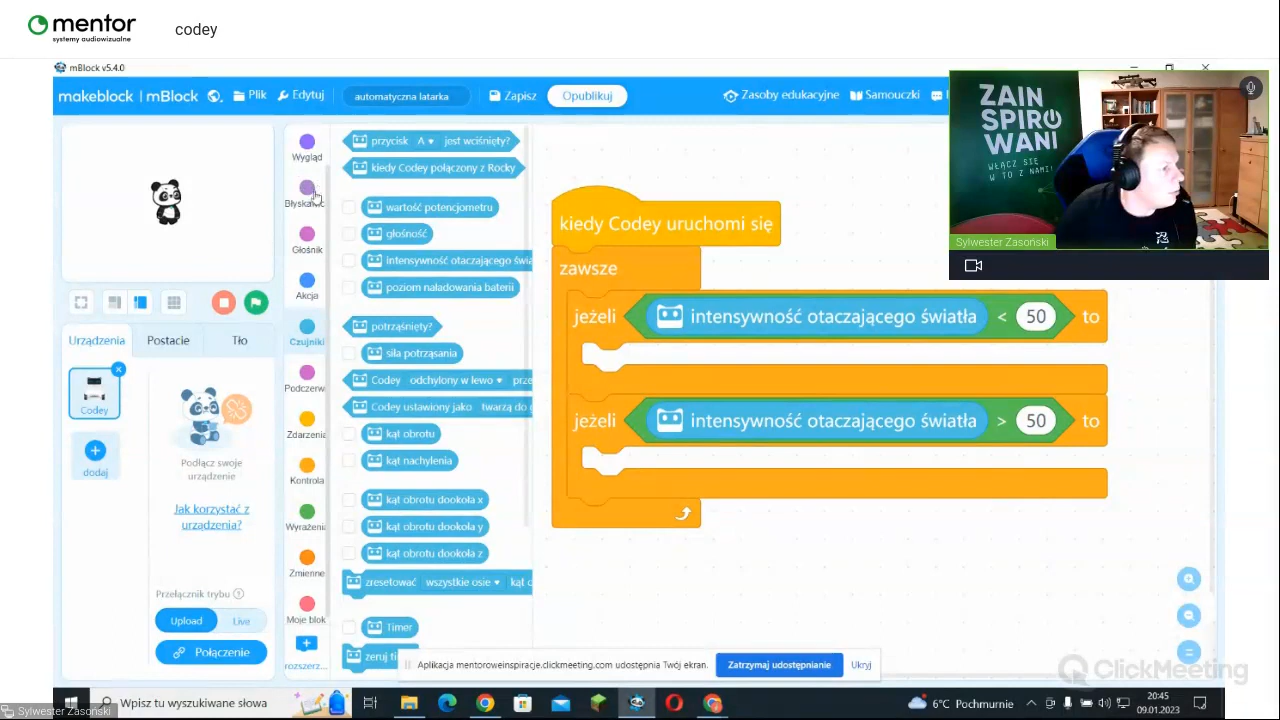 mentor
systemy audiowizualne
codey
mBlock v5.4.0
makeblock | mBlock
Plik
Edytuj
automatyczna latarka
Zapisz
Opublikuj
Zasoby edukacyjne
Samouczki
ZAIN
SPIRO
WANI
WŁĄCZ SIĘ
W TO Z NAMI!
Sylwester Zasoński
Wygląd
Głośnik
Akcja
Czujniki
Podczerw
Zdarzenia
Kontrola
Wyrażenia
Zmienne
Moje blok
rozszerz...
przycisk A jest wciśnięty?
kiedy Codey połączony z Rocky
wartość potencjometru
głośność
intensywność otaczającego świa
poziom naładowania baterii
potrząśnięty?
siła potrząsania
Codey odchylony w lewo prze
Codey ustawiony jako twarzą do
kąt obrotu
kąt nachylenia
kąt obrotu dookoła x
kąt obrotu dookoła y
kąt obrotu dookoła z
zresetować wszystkie osie kąt o
Timer
zeruj ti
kiedy Codey uruchomi się
zawsze
jeżeli intensywność otaczającego światła < 50 to
jeżeli intensywność otaczającego światła > 50 to
Urządzenia
Postacie
Tło
Codey
dodaj
Podłącz swoje
urządzenie
Jak korzystać z
urządzenia?
Przełącznik trybu
Upload
Live
Połączenie
Aplikacja mentoroweinspiracje.clickmeeting.com udostępnia Twój ekran.
Zatrzymaj udostępnianie
Ukryj
ClickMeeting
Wpisz tu wyszukiwane słowa
6°C Pochmurnie
20:45
09.01.2023
Sylwester Zasoński